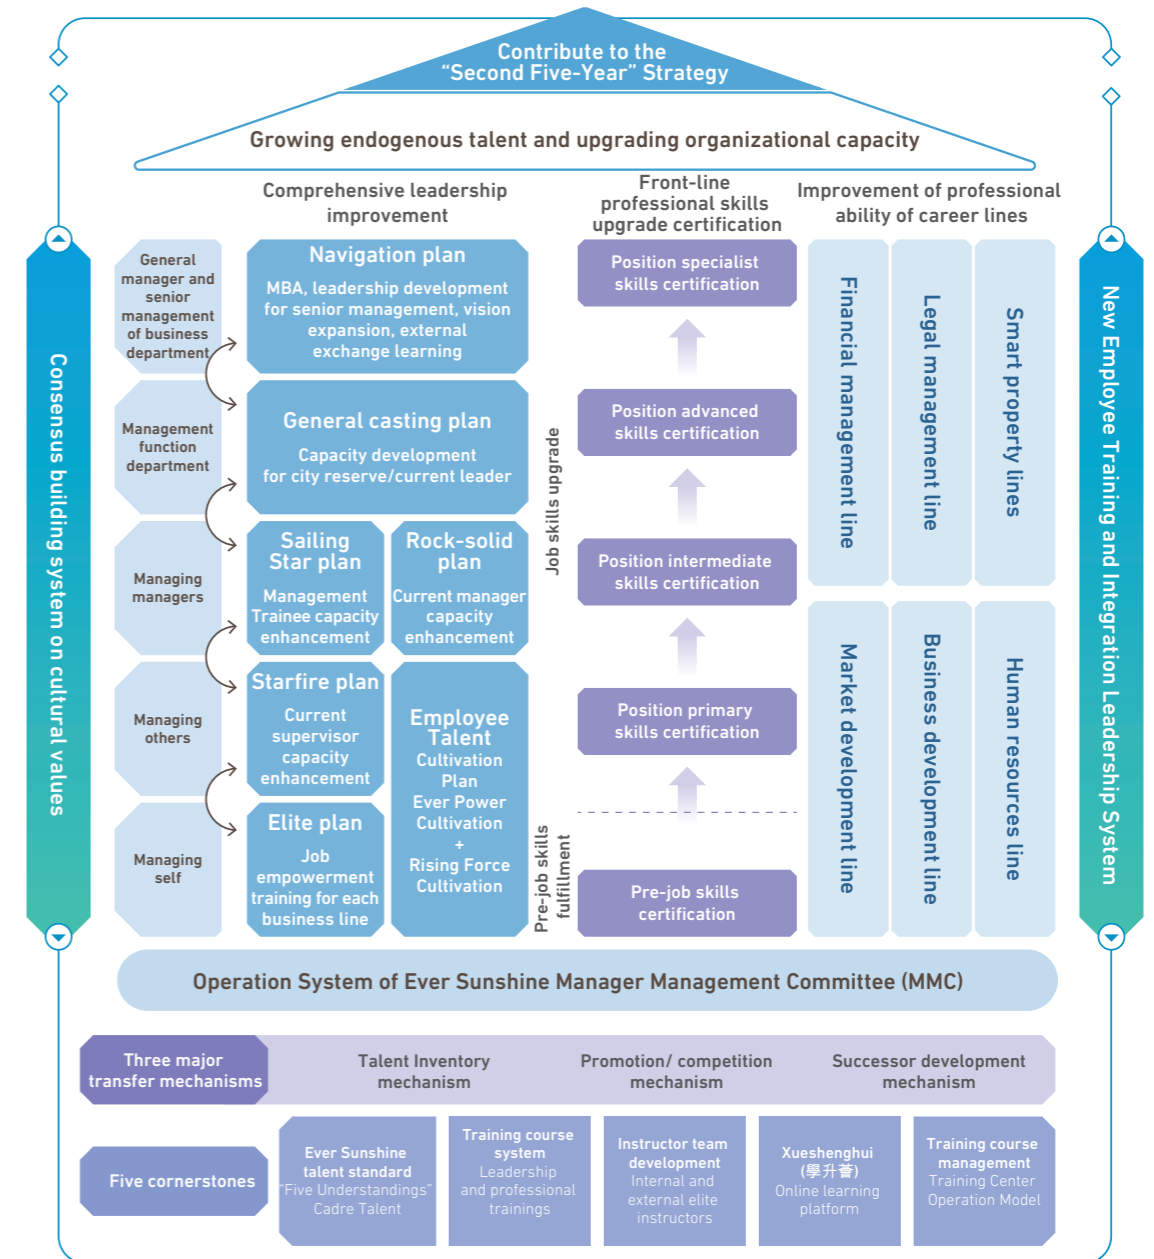 Contribute to the
“Second Five-Year” Strategy
Growing endogenous talent and upgrading organizational capacity
Comprehensive leadership
improvement
Front-line
professional skills
upgrade certification
Improvement of professional
ability of career lines
Consensus building system on cultural values
General
manager and
senior
management
of business
department
Management
function
department
Managing
managers
Managing
others
Managing
self
Navigation plan
MBA, leadership development
for senior management, vision
expansion, external
exchange learning
General casting plan
Capacity development
for city reserve/current leader
Sailing
Star plan
Management
Trainee capacity
enhancement
Rock-solid
plan
Current manager
capacity
enhancement
Starfire plan
Current
supervisor
capacity
enhancement
Employee
Talent
Cultivation
Plan
Ever Power
Cultivation
+
Rising Force
Cultivation
Elite plan
Job
empowerment
training for each
business line
Job skills upgrade
Pre-job skills
fulfillment
Position specialist
skills certification
Position advanced
skills certification
Position intermediate
skills certification
Position primary
skills certification
Pre-job skills
certification
Financial management line
Legal management line
Smart property lines
Market development line
Business development line
Human resources line
New Employee Training and Integration Leadership System
Operation System of Ever Sunshine Manager Management Committee (MMC)
Three major
transfer mechanisms
Talent Inventory
mechanism
Promotion/ competition
mechanism
Successor development
mechanism
Five cornerstones
Ever Sunshine
talent standard
“Five Understandings”
Cadre Talent
Training course
system
Leadership
and professional
trainings
Instructor team
development
Internal and
external elite
instructors
Xueshenghui
(學升薈)
Online learning
platform
Training course
management
Training Center
Operation Model